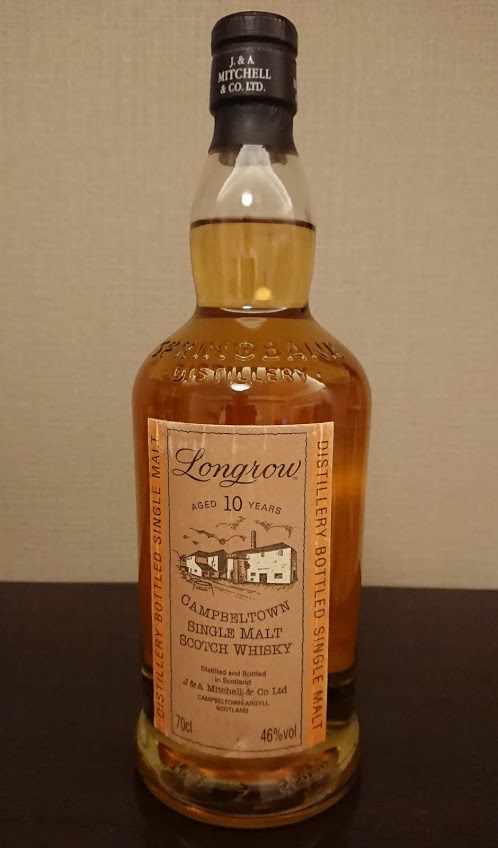 J. & A.
MITCHELL
& CO. LTD.
SPRINGBANK
DISTILLERY
Longrow
AGED 10 YEARS
CAMPBELTOWN
SINGLE MALT
SCOTCH WHISKY
Distilled and Bottled
in Scotland
J & A Mitchell & Co Ltd
CAMPBELTOWN ARGYLL
SCOTLAND
70cl 46%vol
DISTILLERY BOTTLED SINGLE MALT
DISTILLERY BOTTLED SINGLE MALT